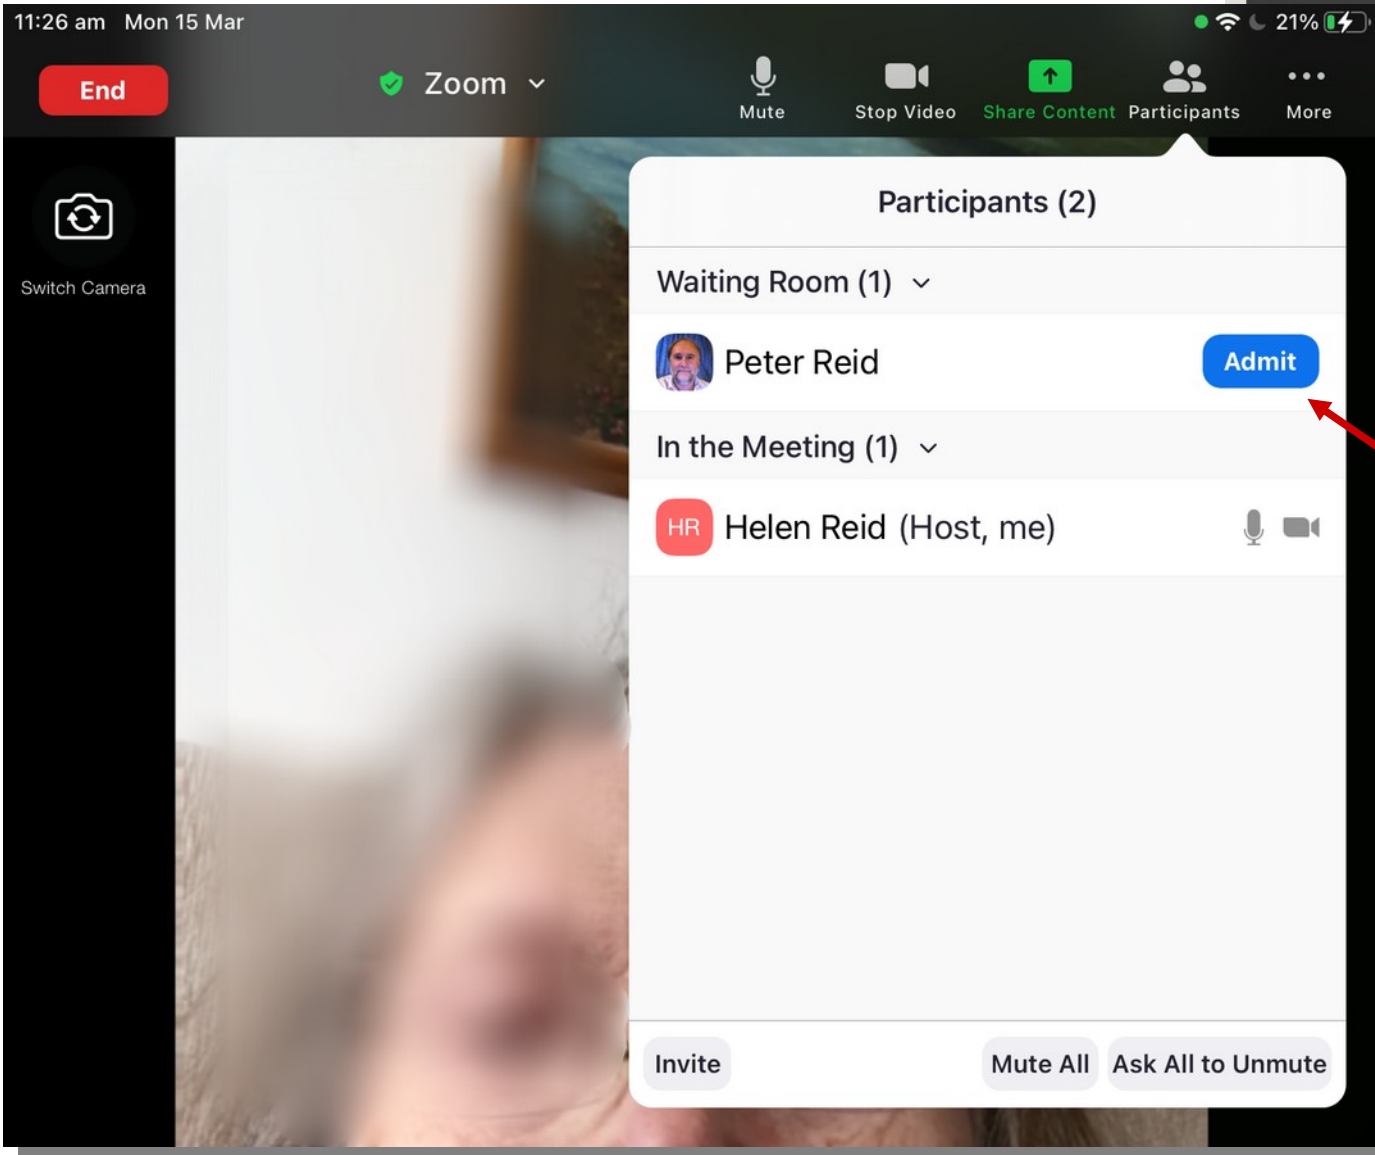 11:26 am Mon 15 Mar 21%
End Zoom Mute Stop Video Share Content Participants More
Switch Camera
Participants (2)
Waiting Room (1)
Peter Reid Admit
In the Meeting (1)
HR Helen Reid (Host, me)
Invite Mute All Ask All to Unmute